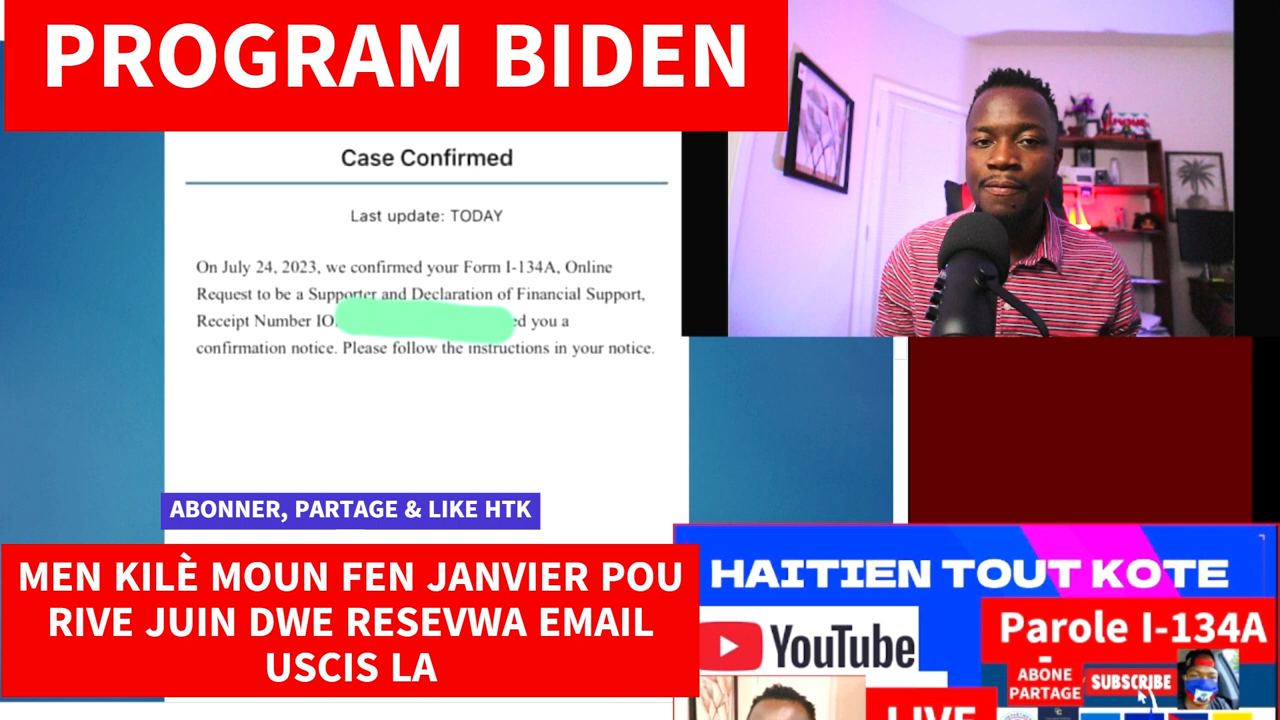 PROGRAM BIDEN
Case Confirmed
Last update: TODAY
On July 24, 2023, we confirmed your Form I-134A, Online
Request to be a Supporter and Declaration of Financial Support,
Receipt Number IO ed you a
confirmation notice. Please follow the instructions in your notice.
ABONNER, PARTAGE & LIKE HTK
MEN KILÈ MOUN FEN JANVIER POU
RIVE JUIN DWE RESEVWA EMAIL
USCIS LA
HAITIEN TOUT KOTE
YouTube
Parole I-134A
ABONE
PARTAGE
SUBSCRIBE
LIVE